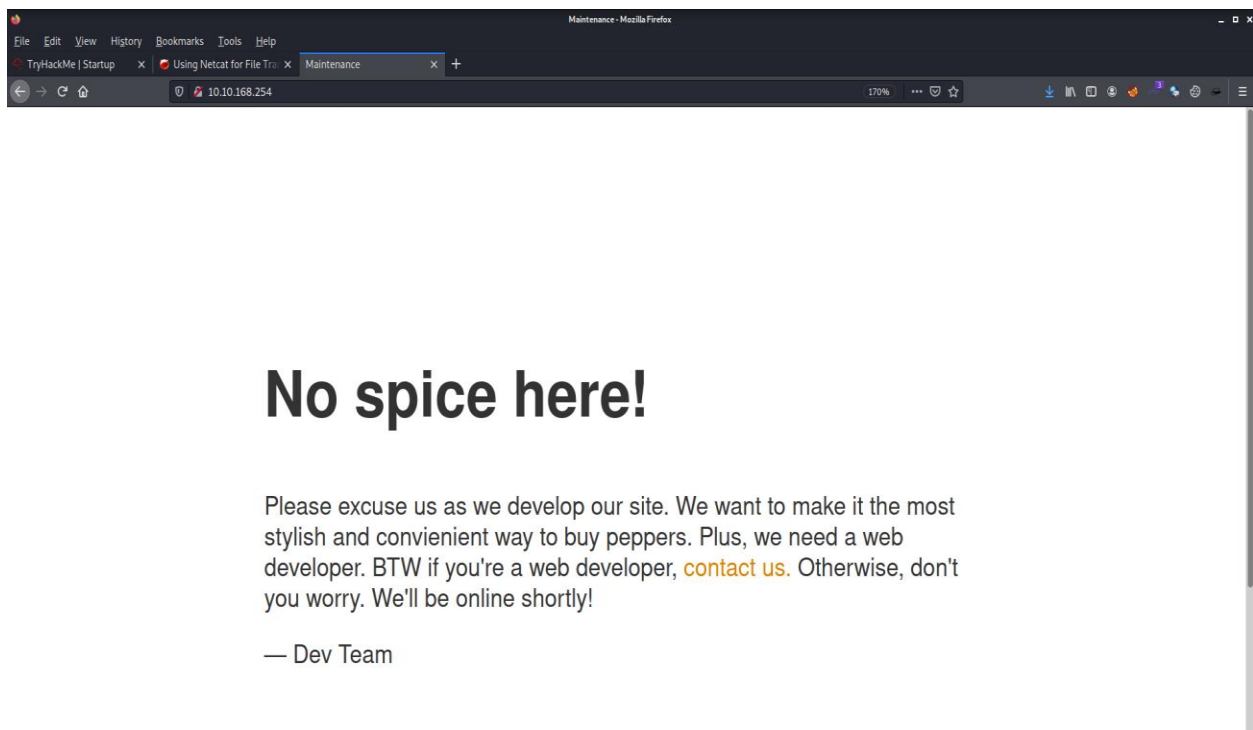 Maintenance - Mozilla Firefox
File Edit View History Bookmarks Tools Help
TryHackMe | Startup
Using Netcat for File Tra
Maintenance
10.10.168.254
170%
3
No spice here!
Please excuse us as we develop our site. We want to make it the most
stylish and convienient way to buy peppers. Plus, we need a web
developer. BTW if you're a web developer, contact us. Otherwise, don't
you worry. We'll be online shortly!
— Dev Team